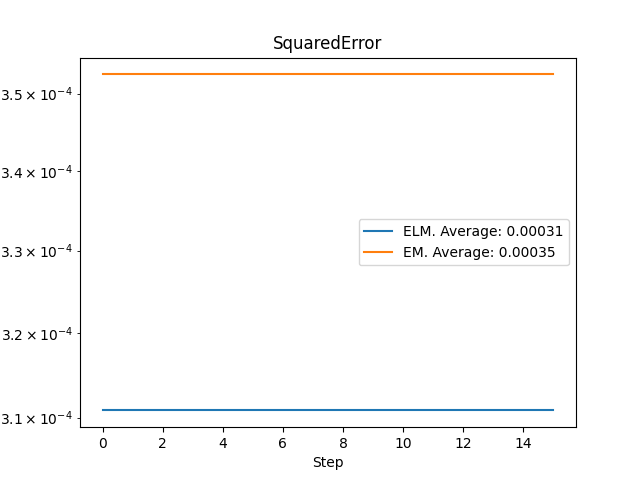 SquaredError
3.5 × 10⁻⁴
3.4 × 10⁻⁴
3.3 × 10⁻⁴
3.2 × 10⁻⁴
3.1 × 10⁻⁴
ELM. Average: 0.00031
EM. Average: 0.00035
0 2 4 6 8 10 12 14
Step